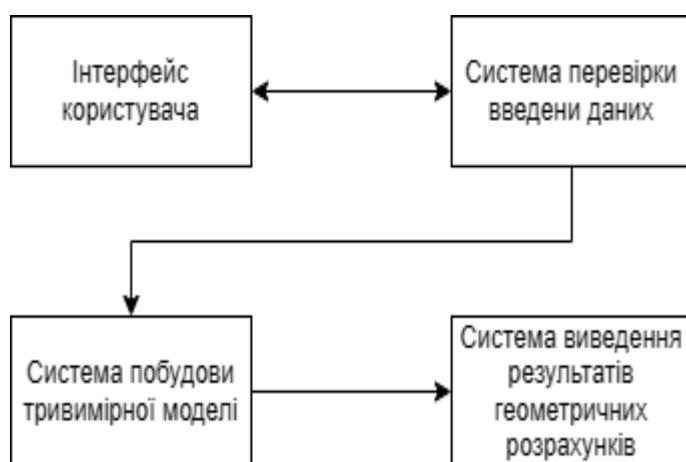 Інтерфейс
користувача
Система перевірки
введени даних
Система побудови
тривимірної моделі
Система виведення
результатів
геометричних
розрахунків